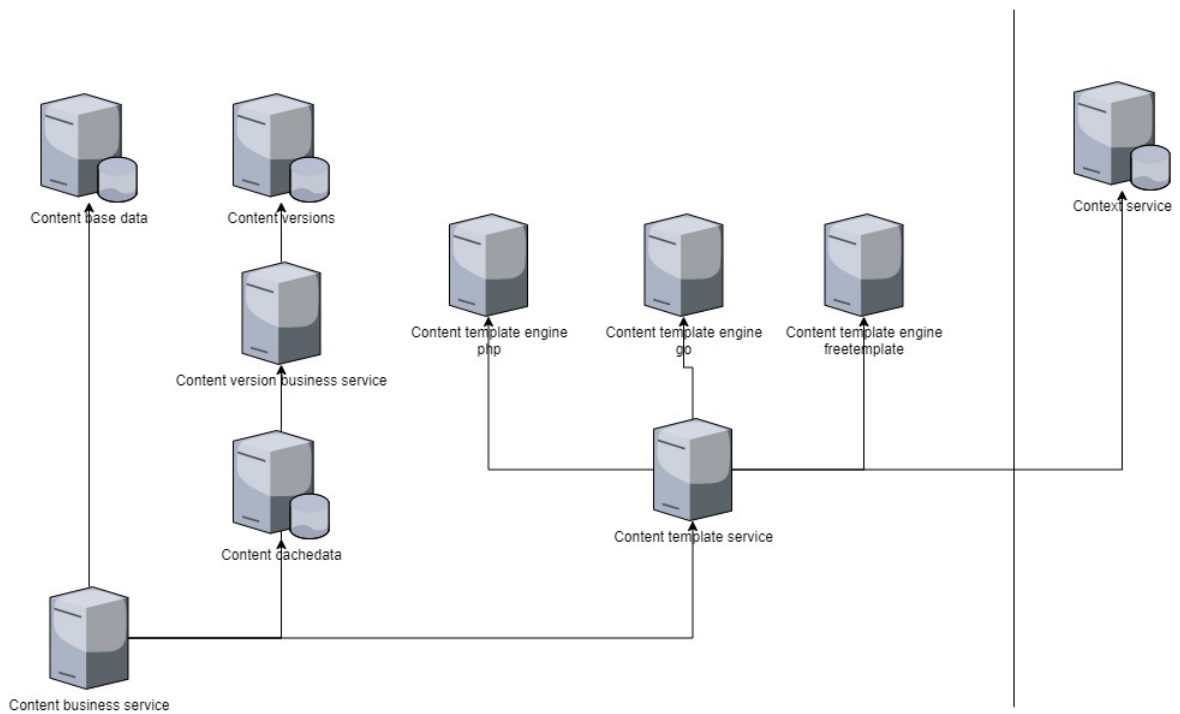 Content base data
Content versions
Context service
Content template engine
php
Content template engine
go
Content template engine
freetemplate
Content version business service
Content template service
Content cachedata
Content business service